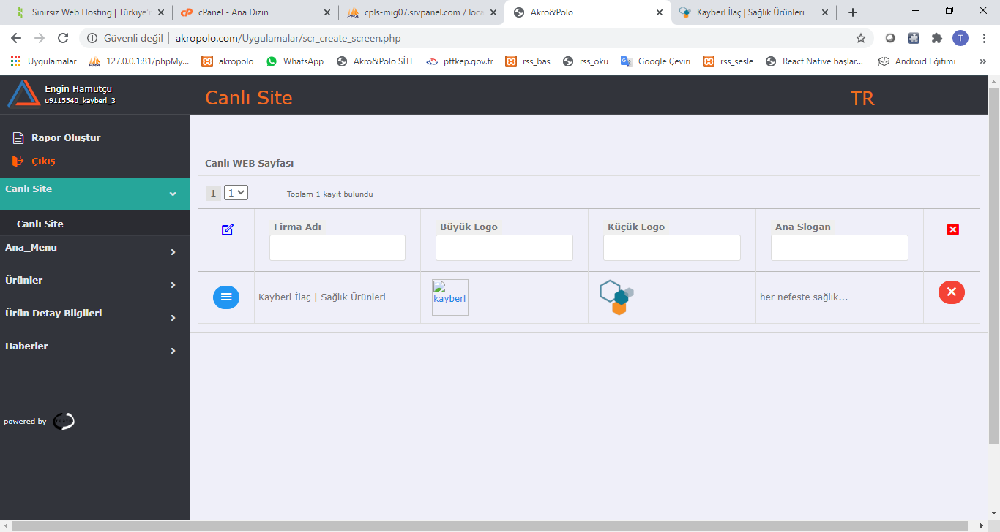 Sınırsız Web Hosting | Türkiye'r
cPanel - Ana Dizin
cpls-mig07.srvpanel.com / loca
Akro&Polo
Kayberl İlaç | Sağlık Ürünleri
Güvenli değil
akropolo.com/Uygulamalar/scr_create_screen.php
T
Uygulamalar
127.0.0.1:81/phpMy...
akropolo
WhatsApp
Akro&Polo SİTE
pttkep.gov.tr
rss_bas
rss_oku
Google Çeviri
rss_sesle
React Native başlar...
Android Eğitimi
Engin Hamutçu
u9115540_kayberl_3
Canlı Site
TR
Rapor Oluştur
Çıkış
Canlı Site
Canlı Site
Ana_Menu
Ürünler
Ürün Detay Bilgileri
Haberler
powered by
Canlı WEB Sayfası
1
1
Toplam 1 kayıt bulundu
Firma Adı
Büyük Logo
Küçük Logo
Ana Slogan
Kayberl İlaç | Sağlık Ürünleri
kayberl_
her nefeste sağlık...